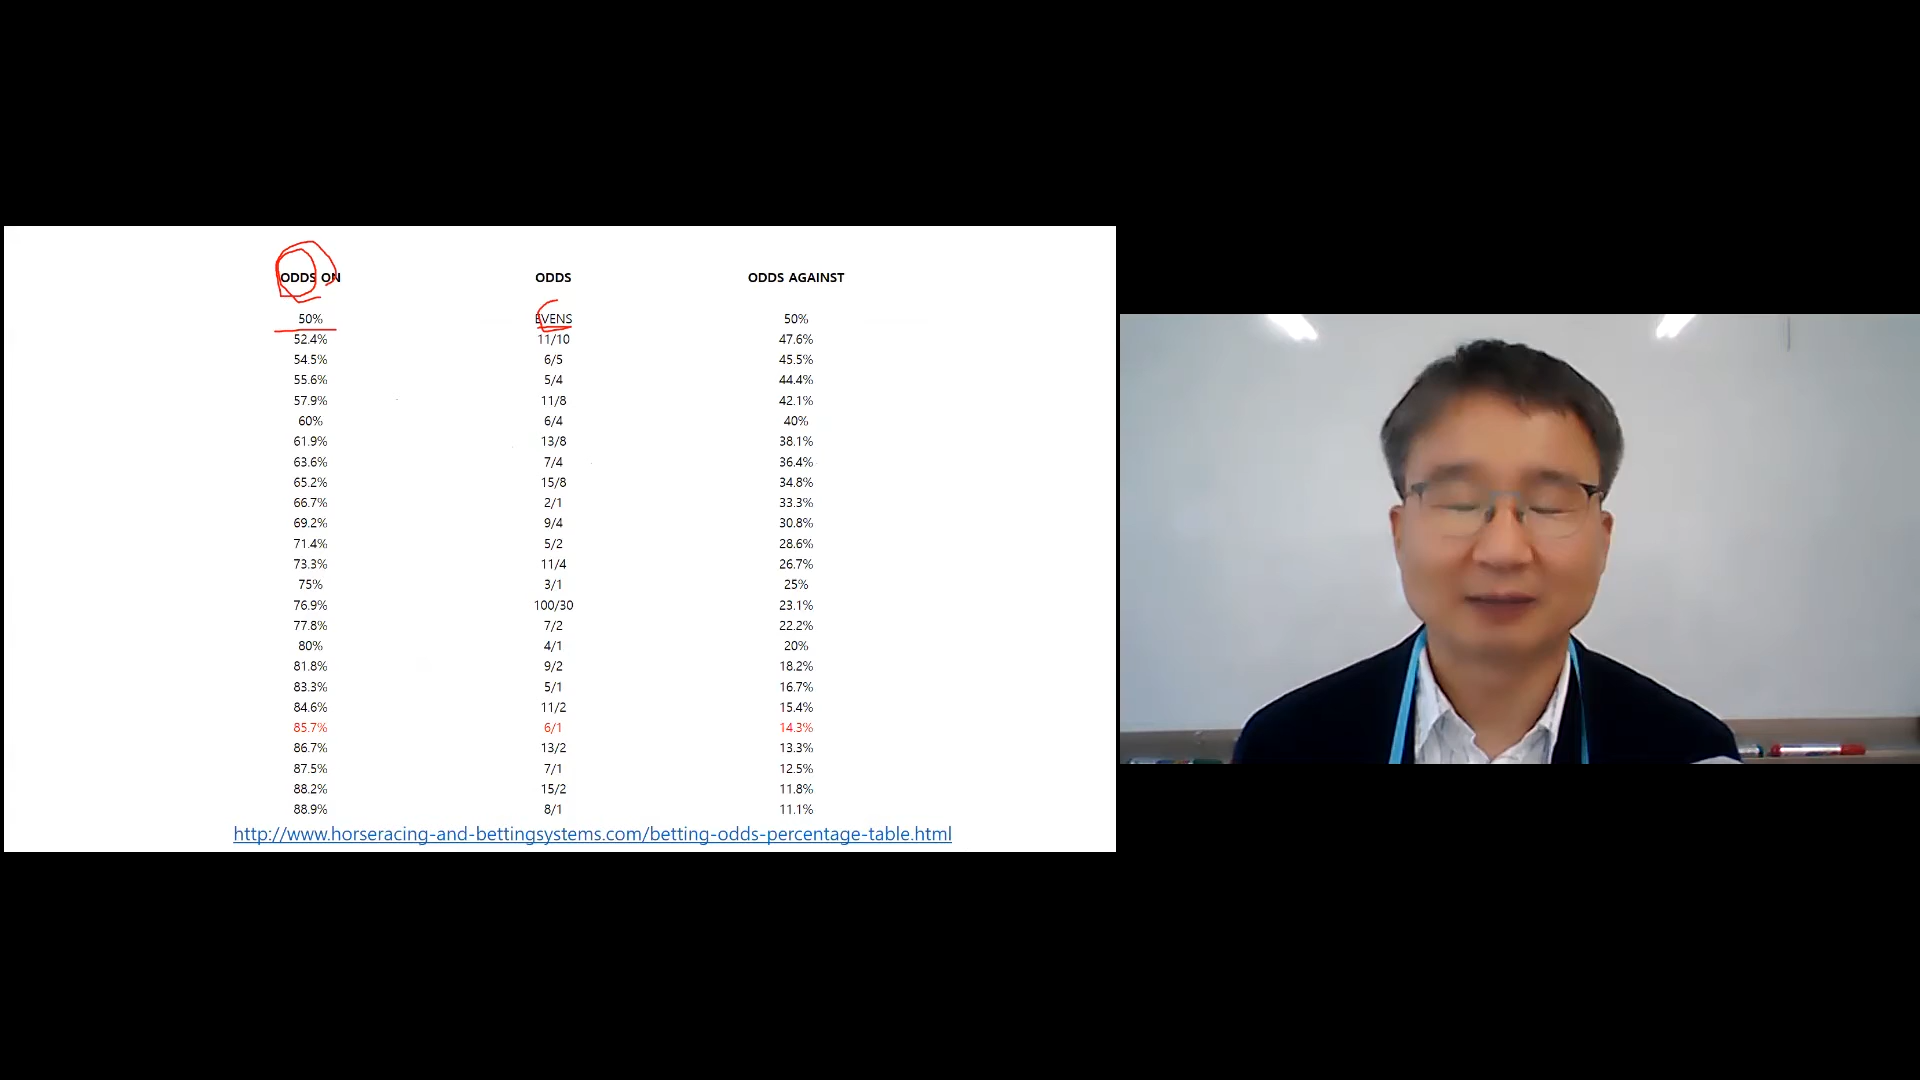 ODDS ON ODDS ODDS AGAINST
50% EVENS 50%
52.4% 11/10 47.6%
54.5% 6/5 45.5%
55.6% 5/4 44.4%
57.9% 11/8 42.1%
60% 6/4 40%
61.9% 13/8 38.1%
63.6% 7/4 36.4%
65.2% 15/8 34.8%
66.7% 2/1 33.3%
69.2% 9/4 30.8%
71.4% 5/2 28.6%
73.3% 11/4 26.7%
75% 3/1 25%
76.9% 100/30 23.1%
77.8% 7/2 22.2%
80% 4/1 20%
81.8% 9/2 18.2%
83.3% 5/1 16.7%
84.6% 11/2 15.4%
85.7% 6/1 14.3%
86.7% 13/2 13.3%
87.5% 7/1 12.5%
88.2% 15/2 11.8%
88.9% 8/1 11.1%
http://www.horseracing-and-bettingsystems.com/betting-odds-percentage-table.html